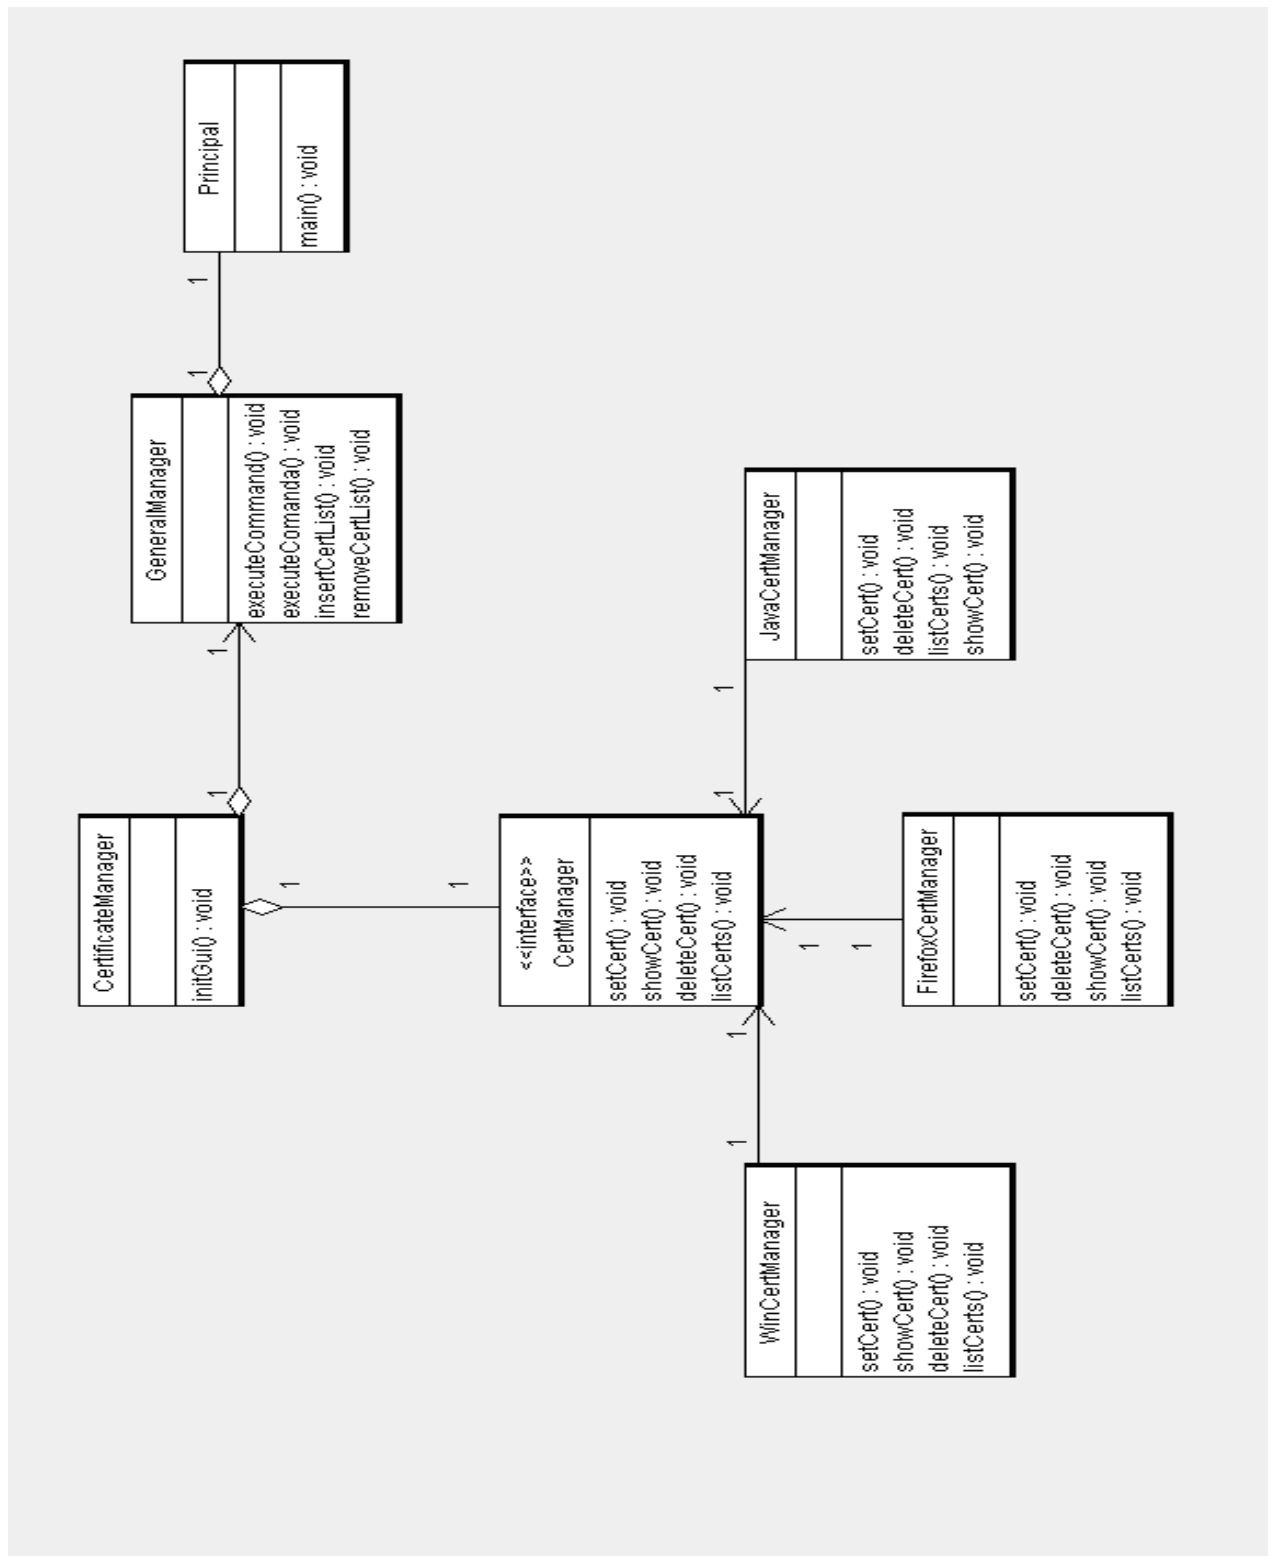 CertificateManager
initGui() : void
1
1
GeneralManager
executeCommand() : void
executeComanda() : void
insertCertList() : void
removeCertList() : void
1
1
Principal
main() : void
1
1
<<interface>>
CertManager
setCert() : void
showCert() : void
deleteCert() : void
listCerts() : void
1
1
1
1
WinCertManager
setCert() : void
showCert() : void
deleteCert() : void
listCerts() : void
JavaCertManager
setCert() : void
deleteCert() : void
listCerts() : void
showCert() : void
1
1
FirefoxCertManager
setCert() : void
deleteCert() : void
showCert() : void
listCerts() : void